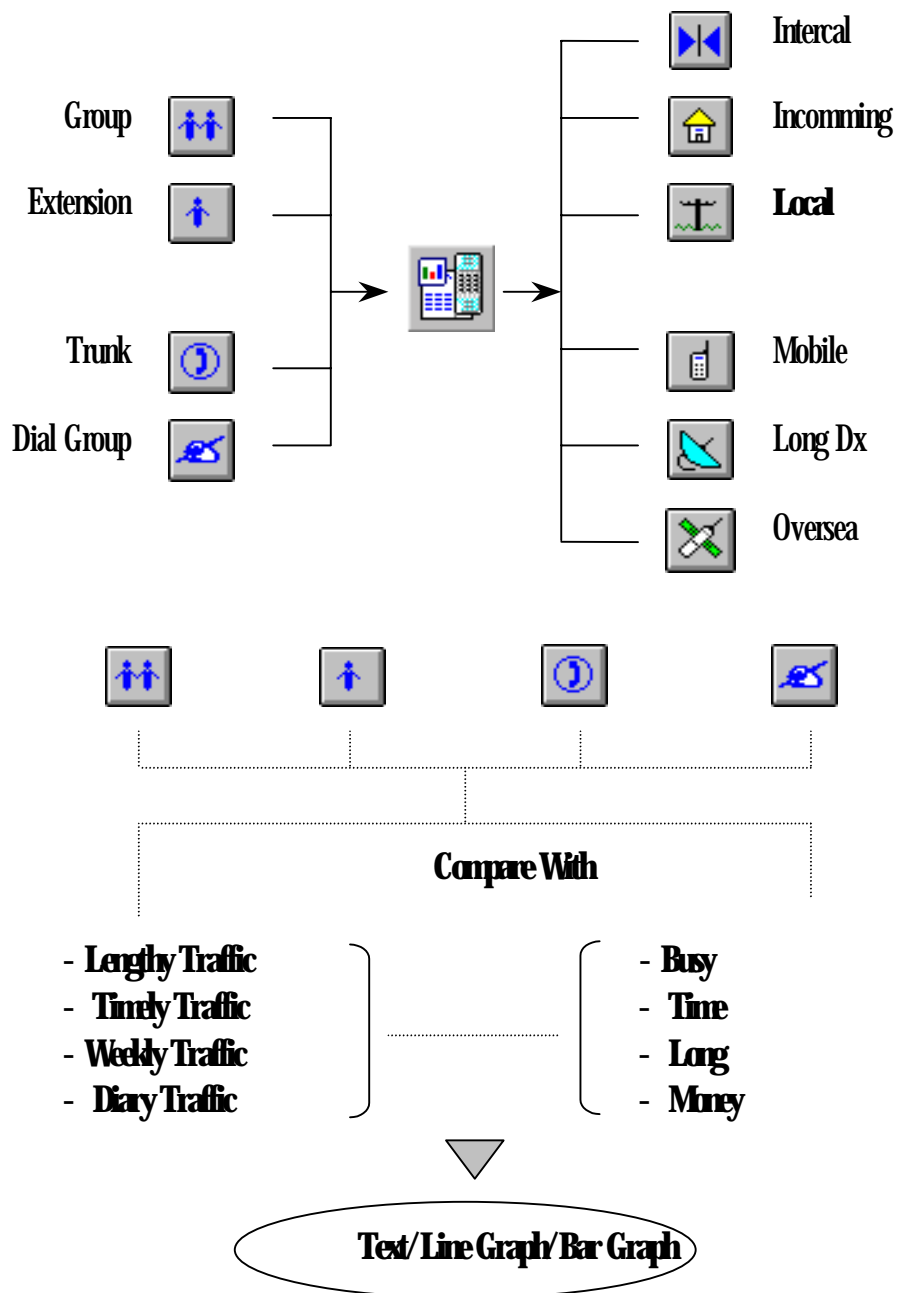 Intercal
Group
Incomming
Extension
Local
Trunk
Mobile
Dial Group
Long Dx
Oversea
Compare With
- Lengthy Traffic
- Timely Traffic
- Weekly Traffic
- Diary Traffic
- Busy
- Time
- Long
- Money
Text/ Line Graph/ Bar Graph